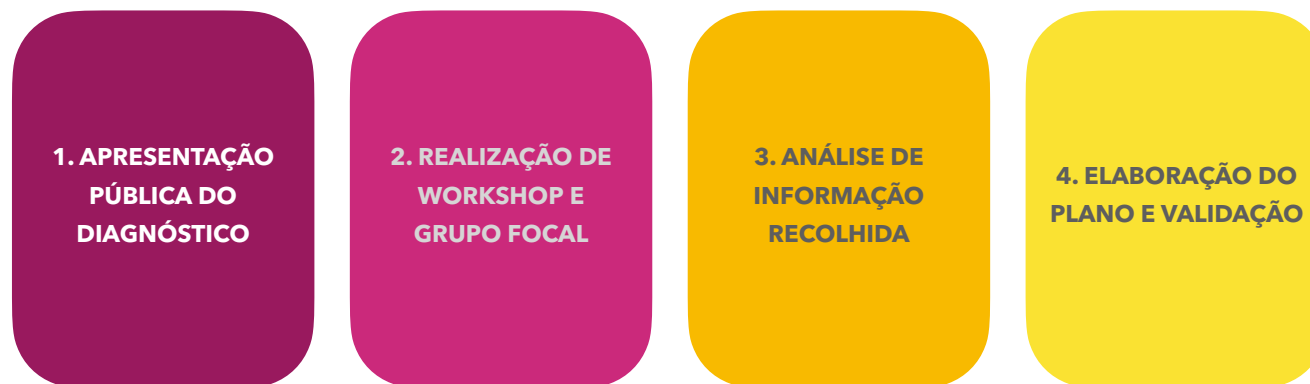 1. APRESENTAÇÃO
PÚBLICA DO
DIAGNÓSTICO
2. REALIZAÇÃO DE
WORKSHOP E
GRUPO FOCAL
3. ANÁLISE DE
INFORMAÇÃO
RECOLHIDA
4. ELABORAÇÃO DO
PLANO E VALIDAÇÃO